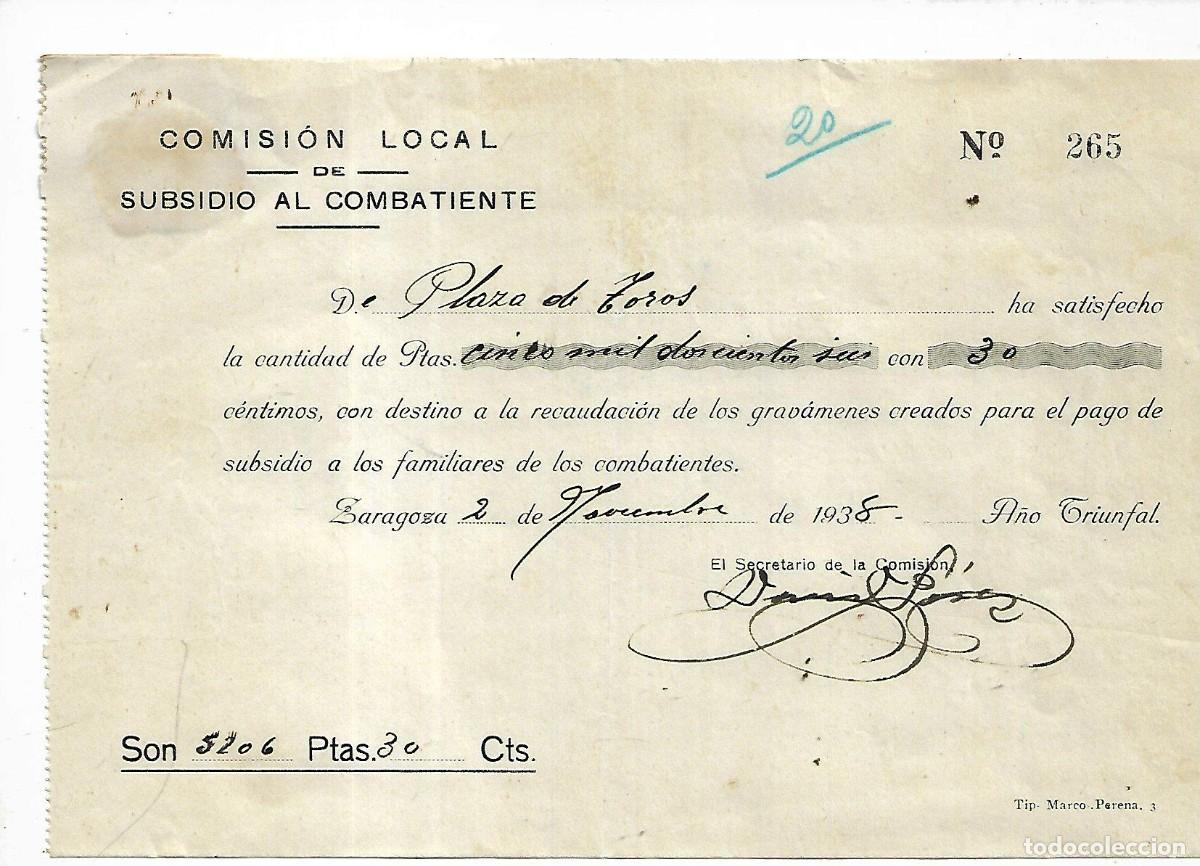 COMISIÓN LOCAL
DE
SUBSIDIO AL COMBATIENTE
20
Nº 265
De Plaza de Toros ha satisfecho
la cantidad de Ptas. cinco mil doscientos seis con 30
céntimos, con destino a la recaudación de los gravámenes creados para el pago de
subsidio a los familiares de los combatientes.
Zaragoza 2 de Noviembre de 1938 - Año Triunfal.
El Secretario de la Comisión,
Son 5206 Ptas. 30 Cts.
Tip- Marco-.Perena. 3
todocoleccion